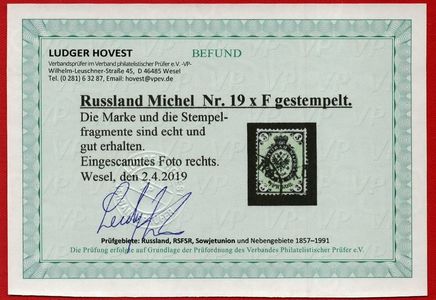 LUDGER HOVEST
BEFUND
Verbandsprüfer im Verband philatelistischer Prüfer e.V. -VP-
Wilhelm-Leuschner-Straße 45, D 46485 Wesel
Tel. (0 281) 6 32 87, Email: hovest@vpev.de
Russland Michel Nr. 19 x F gestempelt.
Die Marke und die Stempel-
fragmente sind echt und
gut erhalten.
Eingescanntes Foto rechts.
Wesel, den 2.4.2019
Prüfgebiete: Russland, RSFSR, Sowjetunion und Nebengebiete 1857–1991
Die Prüfung erfolgte auf Grundlage der Prüfordnung des Verbandes Philatelistischer Prüfer e.V.